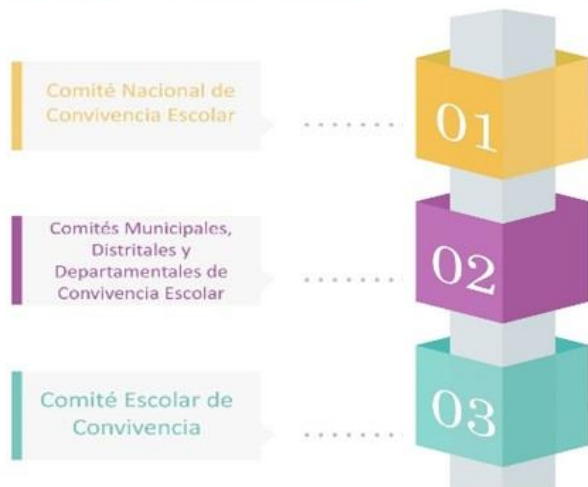 Comité Nacional de
Convivencia Escolar
01
Comités Municipales,
Distritales y
Departamentales de
Convivencia Escolar
02
Comité Escolar de
Convivencia
03